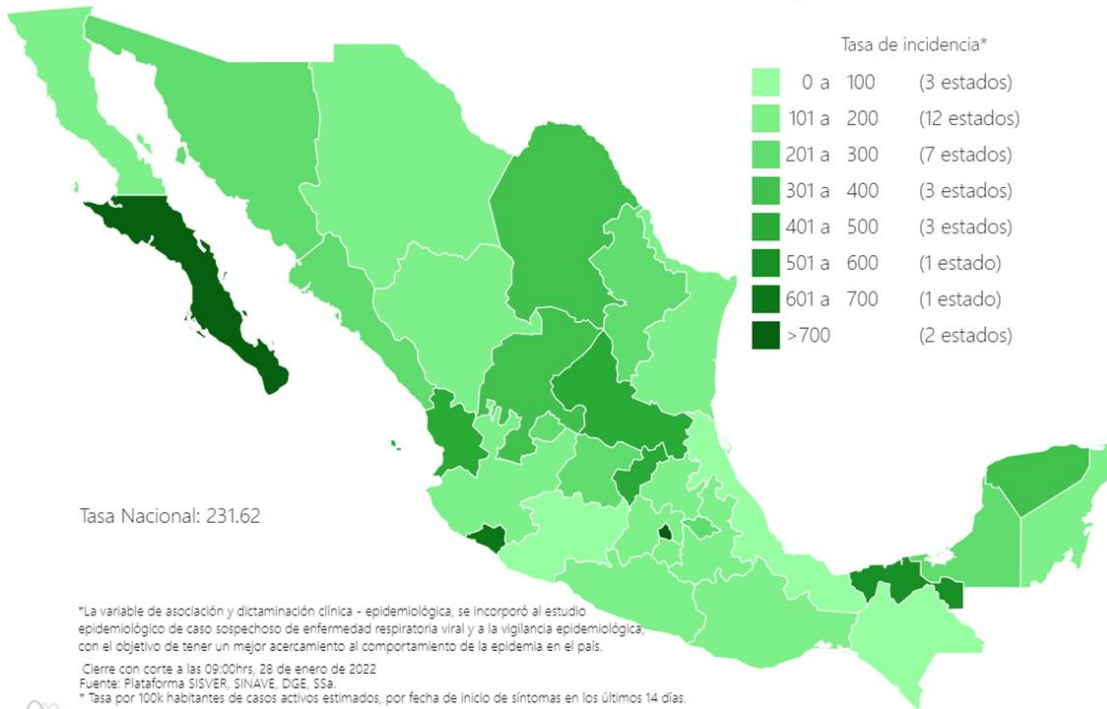 Tasa de incidencia*
0 a 100 (3 estados)
101 a 200 (12 estados)
201 a 300 (7 estados)
301 a 400 (3 estados)
401 a 500 (3 estados)
501 a 600 (1 estado)
601 a 700 (1 estado)
>700 (2 estados)
Tasa Nacional: 231.62
*La variable de asociación y dictaminación clínica - epidemiológica, se incorporó al estudio
epidemiológico de caso sospechoso de enfermedad respiratoria viral y a la vigilancia epidemiológica,
con el objetivo de tener un mejor acercamiento al comportamiento de la epidemia en el país.
Cierre con corte a las 09:00hrs, 28 de enero de 2022
Fuente: Plataforma SISVER, SINAVE, DGE, SSa.
* Tasa por 100k habitantes de casos activos estimados, por fecha de inicio de síntomas en los últimos 14 días.